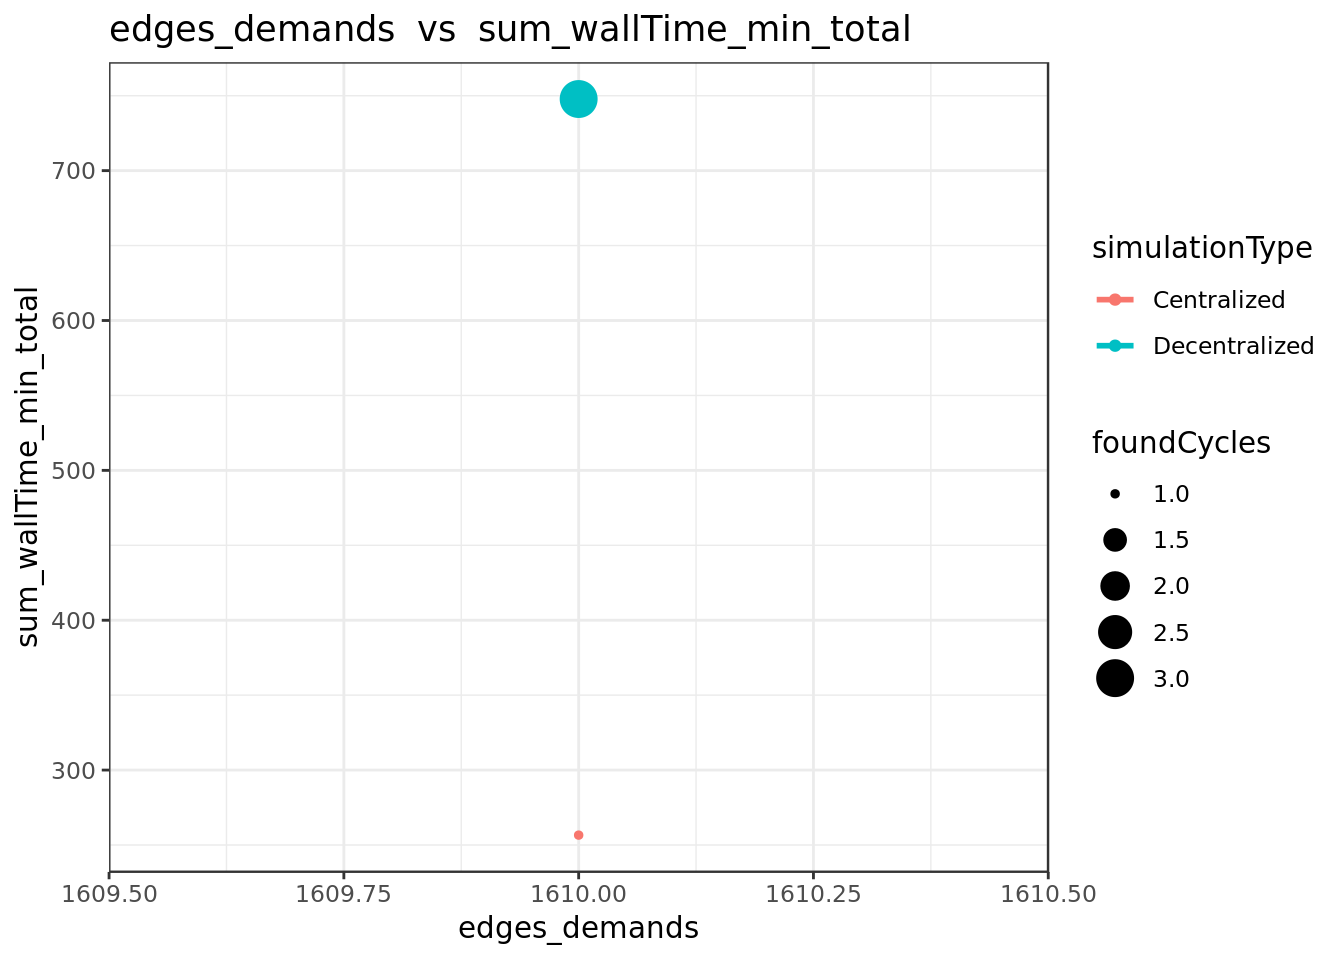 edges_demands  vs  sum_wallTime_min_total
sum_wallTime_min_total
700
600
500
400
300
1609.50
1609.75
1610.00
1610.25
1610.50
edges_demands
simulationType
Centralized
Decentralized
foundCycles
1.0
1.5
2.0
2.5
3.0